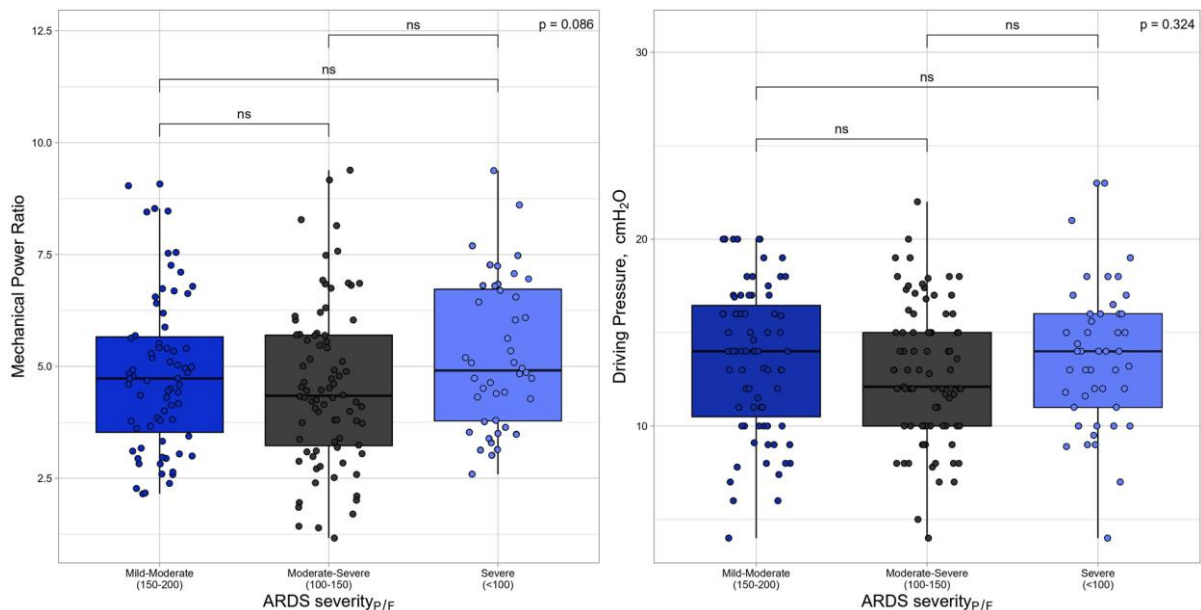 Mechanical Power Ratio
12.5
10.0
7.5
5.0
2.5
p = 0.086
ns
ns
ns
Mild-Moderate
(150-200)
Moderate-Severe
(100-150)
Severe
(<100)
ARDS severityP/F
Driving Pressure, cmH2O
30
20
10
p = 0.324
ns
ns
ns
Mild-Moderate
(150-200)
Moderate-Severe
(100-150)
Severe
(<100)
ARDS severityP/F